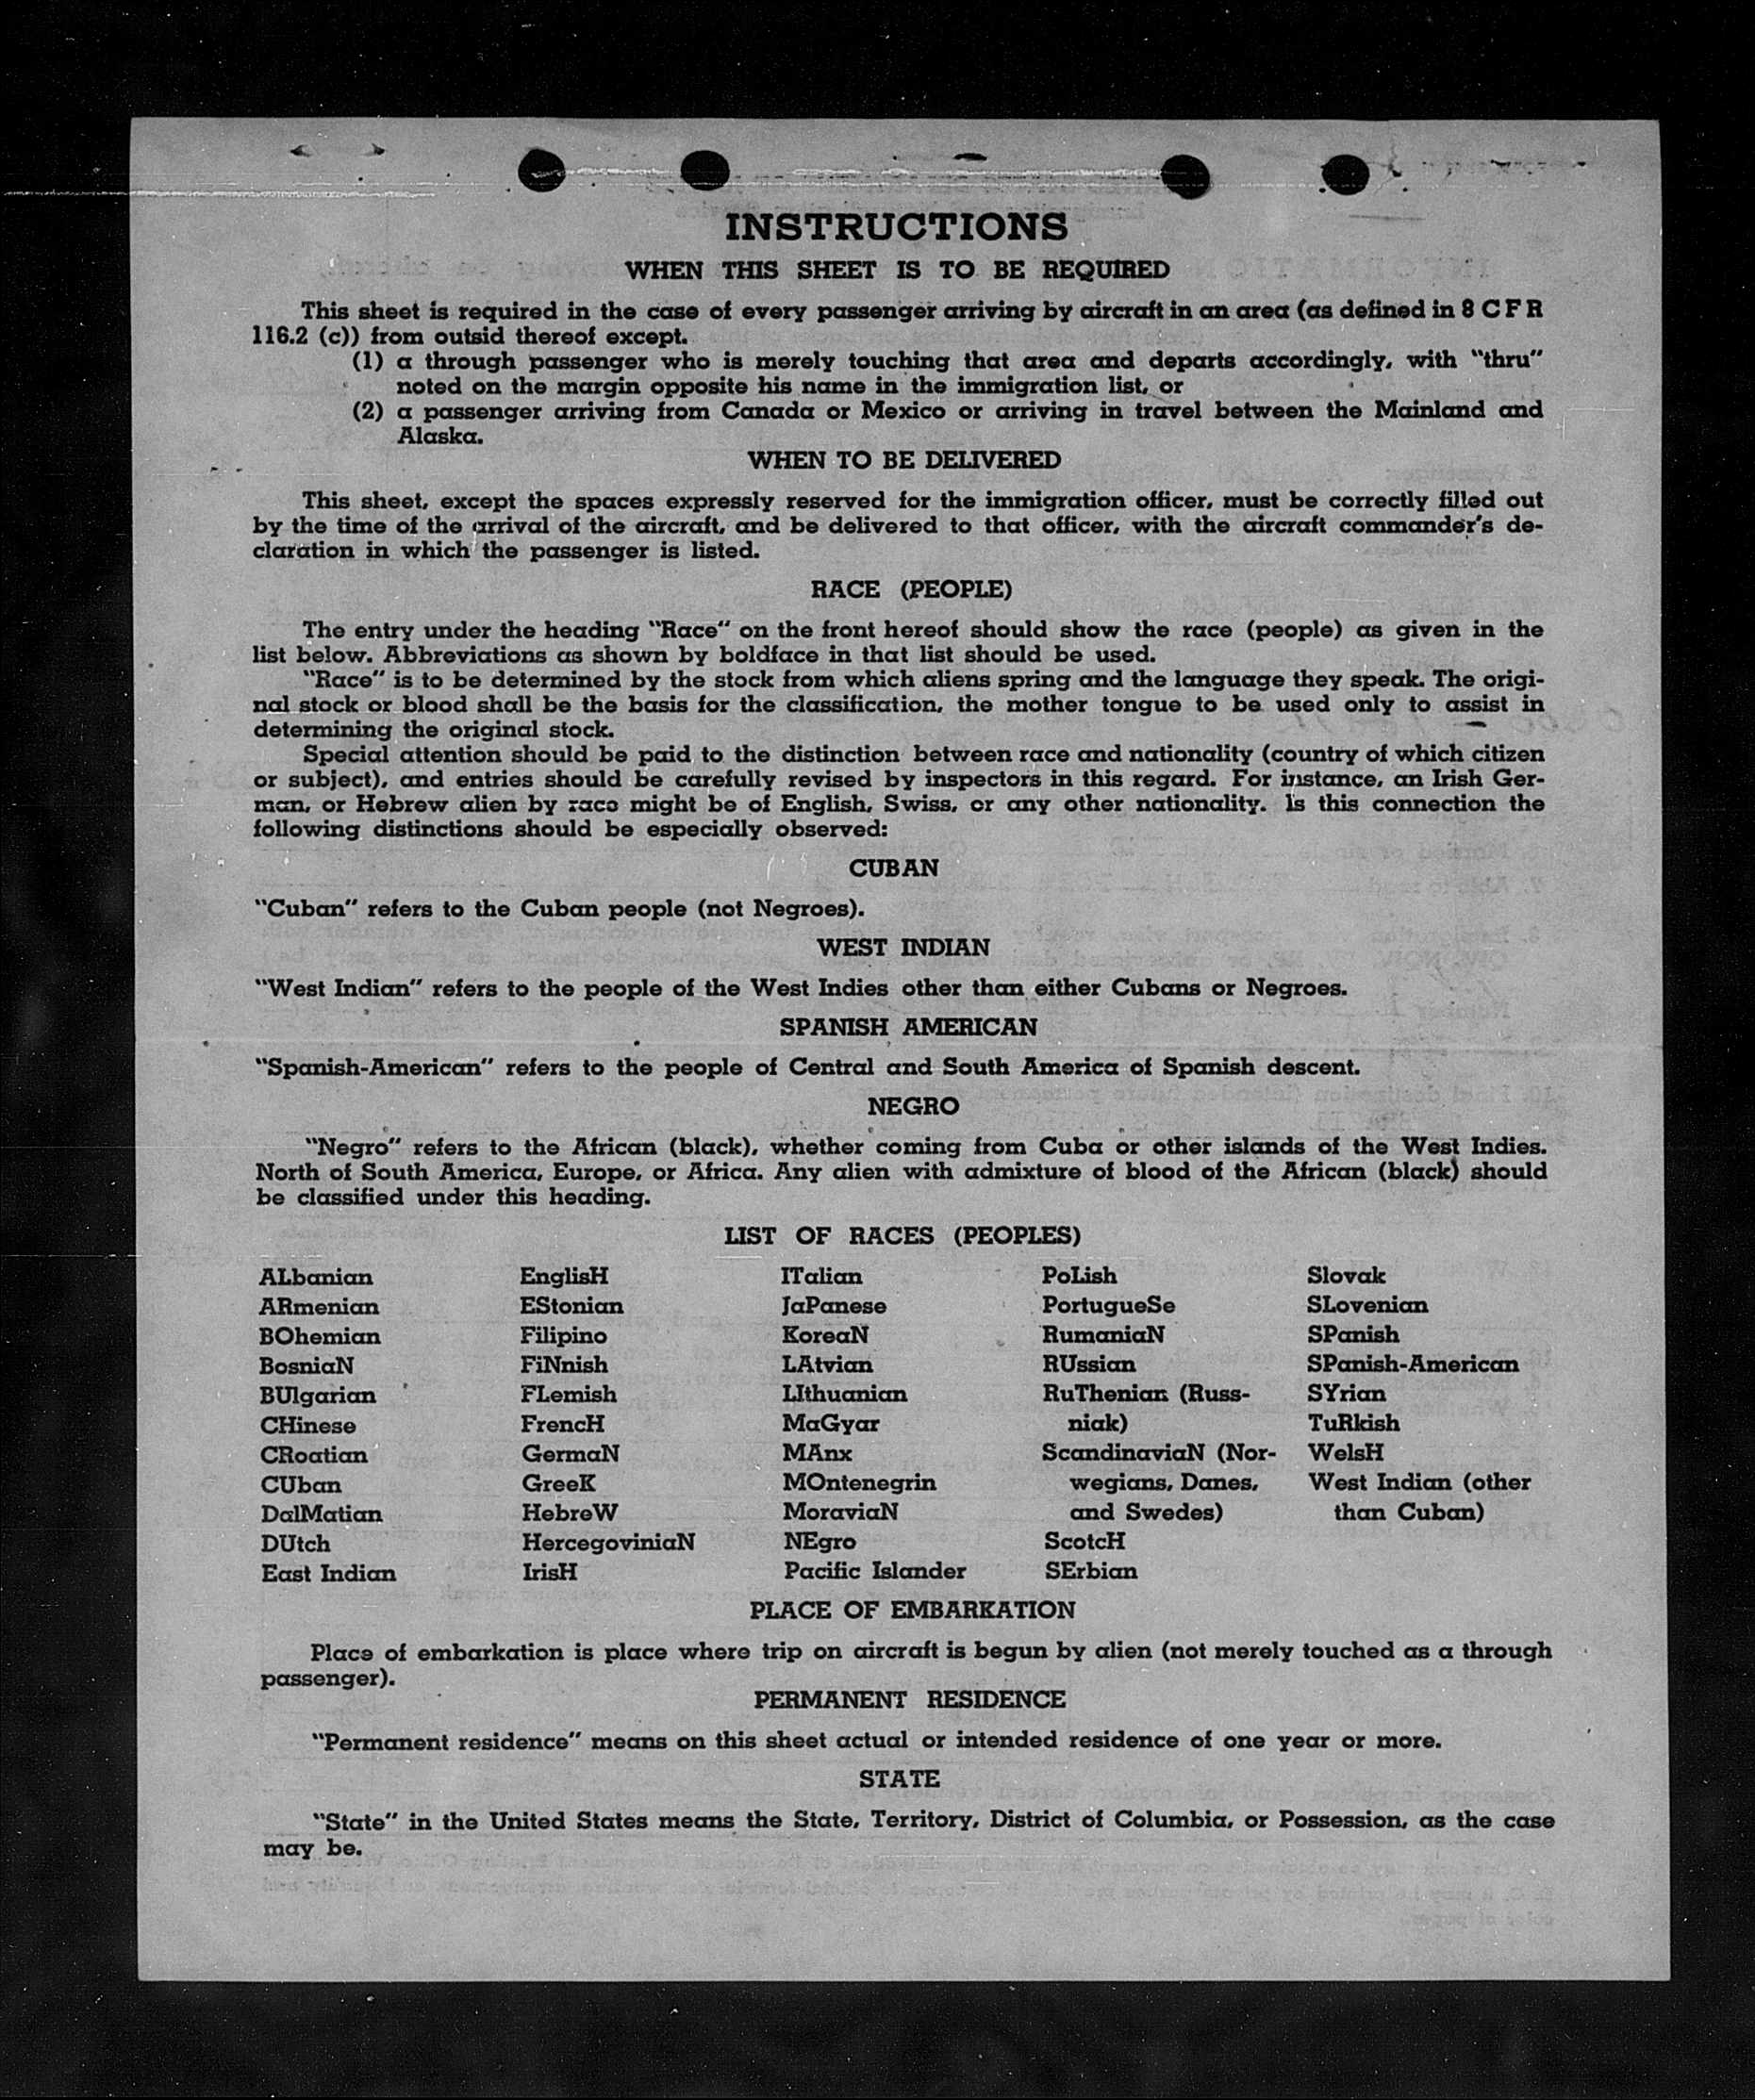 INSTRUCTIONS
WHEN THIS SHEET IS TO BE REQUIRED
This sheet is required in the case of every passenger arriving by aircraft in an area (as defined in 8 C F R
116.2 (c)) from outsid thereof except.
(1) a through passenger who is merely touching that area and departs accordingly, with "thru"
noted on the margin opposite his name in the immigration list, or
(2) a passenger arriving from Canada or Mexico or arriving in travel between the Mainland and
Alaska.
WHEN TO BE DELIVERED
This sheet, except the spaces expressly reserved for the immigration officer, must be correctly filled out
by the time of the arrival of the aircraft, and be delivered to that officer, with the aircraft commander's de-
claration in which the passenger is listed.
RACE (PEOPLE)
The entry under the heading "Race" on the front hereof should show the race (people) as given in the
list below. Abbreviations as shown by boldface in that list should be used.
"Race" is to be determined by the stock from which aliens spring and the language they speak. The origi-
nal stock or blood shall be the basis for the classification, the mother tongue to be used only to assist in
determining the original stock.
Special attention should be paid to the distinction between race and nationality (country of which citizen
or subject), and entries should be carefully revised by inspectors in this regard. For instance, an Irish Ger-
man, or Hebrew alien by race might be of English, Swiss, or any other nationality. Is this connection the
following distinctions should be especially observed:
CUBAN
"Cuban" refers to the Cuban people (not Negroes).
WEST INDIAN
"West Indian" refers to the people of the West Indies other than either Cubans or Negroes.
SPANISH AMERICAN
"Spanish-American" refers to the people of Central and South America of Spanish descent.
NEGRO
"Negro" refers to the African (black), whether coming from Cuba or other islands of the West Indies.
North of South America, Europe, or Africa. Any alien with admixture of blood of the African (black) should
be classified under this heading.
LIST OF RACES (PEOPLES)
ALbanian
ARmenian
BOhemian
BosniaN
BUlgarian
CHinese
CRoatian
CUban
DalMatian
DUtch
East Indian
EnglisH
EStonian
Filipino
FiNnish
FLemish
FrencH
GermaN
GreeK
HebreW
HercegoviniaN
IrisH
ITalian
JaPanese
KoreaN
LAtvian
LIthuanian
MaGyar
MAnx
MOntenegrin
MoraviaN
NEgro
Pacific Islander
PoLish
PortugueSe
RumaniaN
RUssian
RuThenian (Russ-
niak)
ScandinaviaN (Nor-
wegians, Danes,
and Swedes)
ScotcH
SErbian
Slovak
SLovenian
SPanish
SPanish-American
SYrian
TuRkish
WelsH
West Indian (other
than Cuban)
PLACE OF EMBARKATION
Place of embarkation is place where trip on aircraft is begun by alien (not merely touched as a through
passenger).
PERMANENT RESIDENCE
"Permanent residence" means on this sheet actual or intended residence of one year or more.
STATE
"State" in the United States means the State, Territory, District of Columbia, or Possession, as the case
may be.